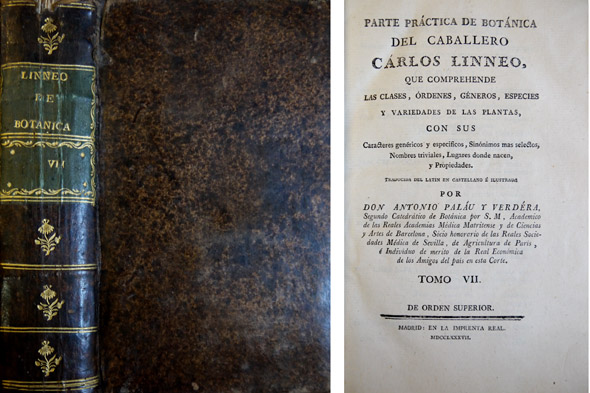 LINNEO
DE
BOTANICA
VII
PARTE PRÁCTICA DE BOTÁNICA
DEL CABALLERO
CÁRLOS LINNEO,
QUE COMPREHENDE
LAS CLASES, ÓRDENES, GÉNEROS, ESPECIES
Y VARIEDADES DE LAS PLANTAS,
CON SUS
Caractéres genéricos y específicos, Sinónimos mas selectos,
Nombres triviales, Lugares donde nacen,
y Propiedades.
TRADUCIDA DEL LATIN EN CASTELLANO É ILUSTRADA
POR
DON ANTONIO PALÁU Y VERDÉRA,
Segundo Catedrático de Botánica por S. M., Academico
de las Reales Academias Médica Matritense y de Ciencias
y Artes de Barcelona, Socio honorario de las Reales Socie-
dades Médica de Sevilla, de Agricultura de Paris,
é Individuo de merito de la Real Económica
de los Amigos del pais en esta Corte.
TOMO VII.
DE ORDEN SUPERIOR.
MADRID: EN LA IMPRENTA REAL.
MDCCLXXXVII.